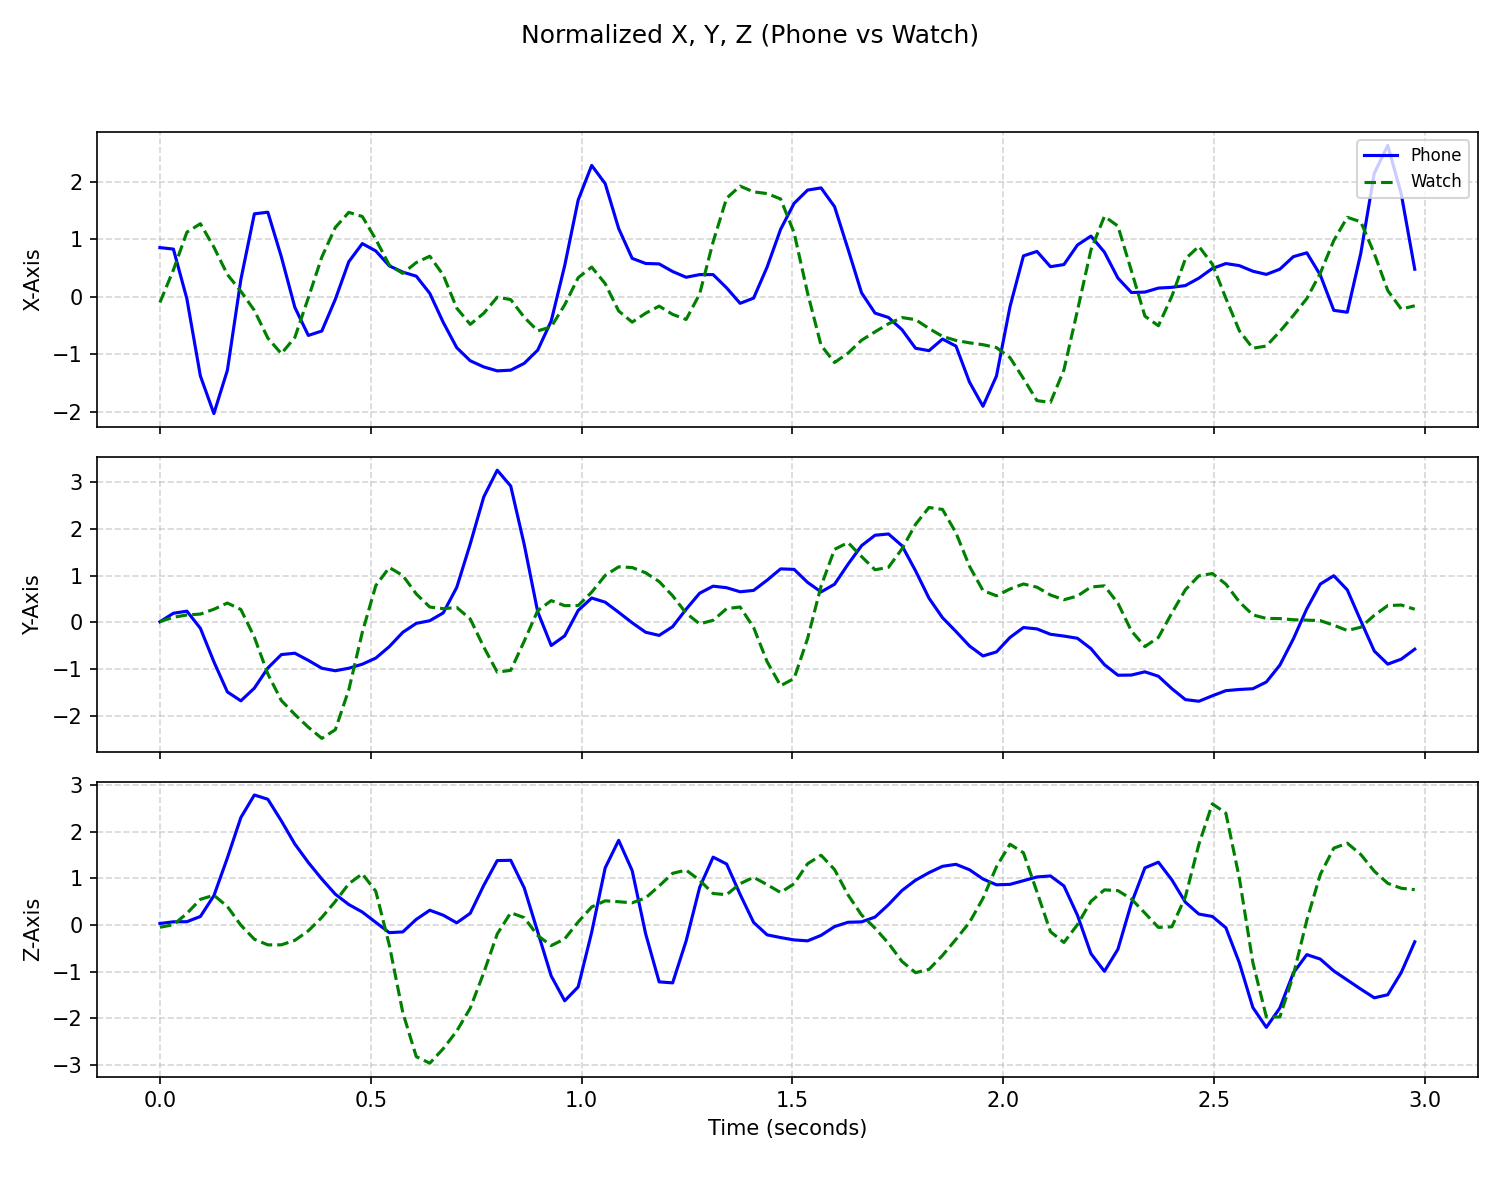 Normalized X, Y, Z (Phone vs Watch)
Phone
Watch
X-Axis
2
1
0
−1
−2
Y-Axis
3
2
1
0
−1
−2
Z-Axis
3
2
1
0
−1
−2
−3
0.0 0.5 1.0 1.5 2.0 2.5 3.0
Time (seconds)